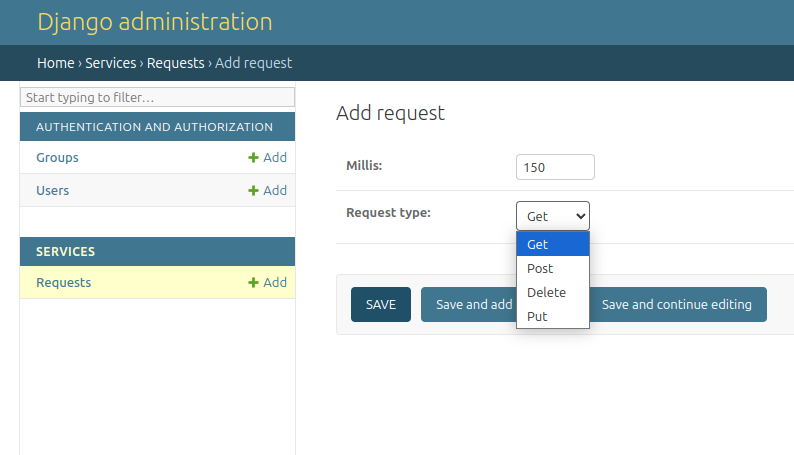 Django administration
Home › Services › Requests › Add request
Start typing to filter…
AUTHENTICATION AND AUTHORIZATION
Groups
Add
Users
Add
SERVICES
Requests
Add
Add request
Millis:
150
Request type:
Get
Get
Post
Delete
Put
SAVE
Save and add
Save and continue editing